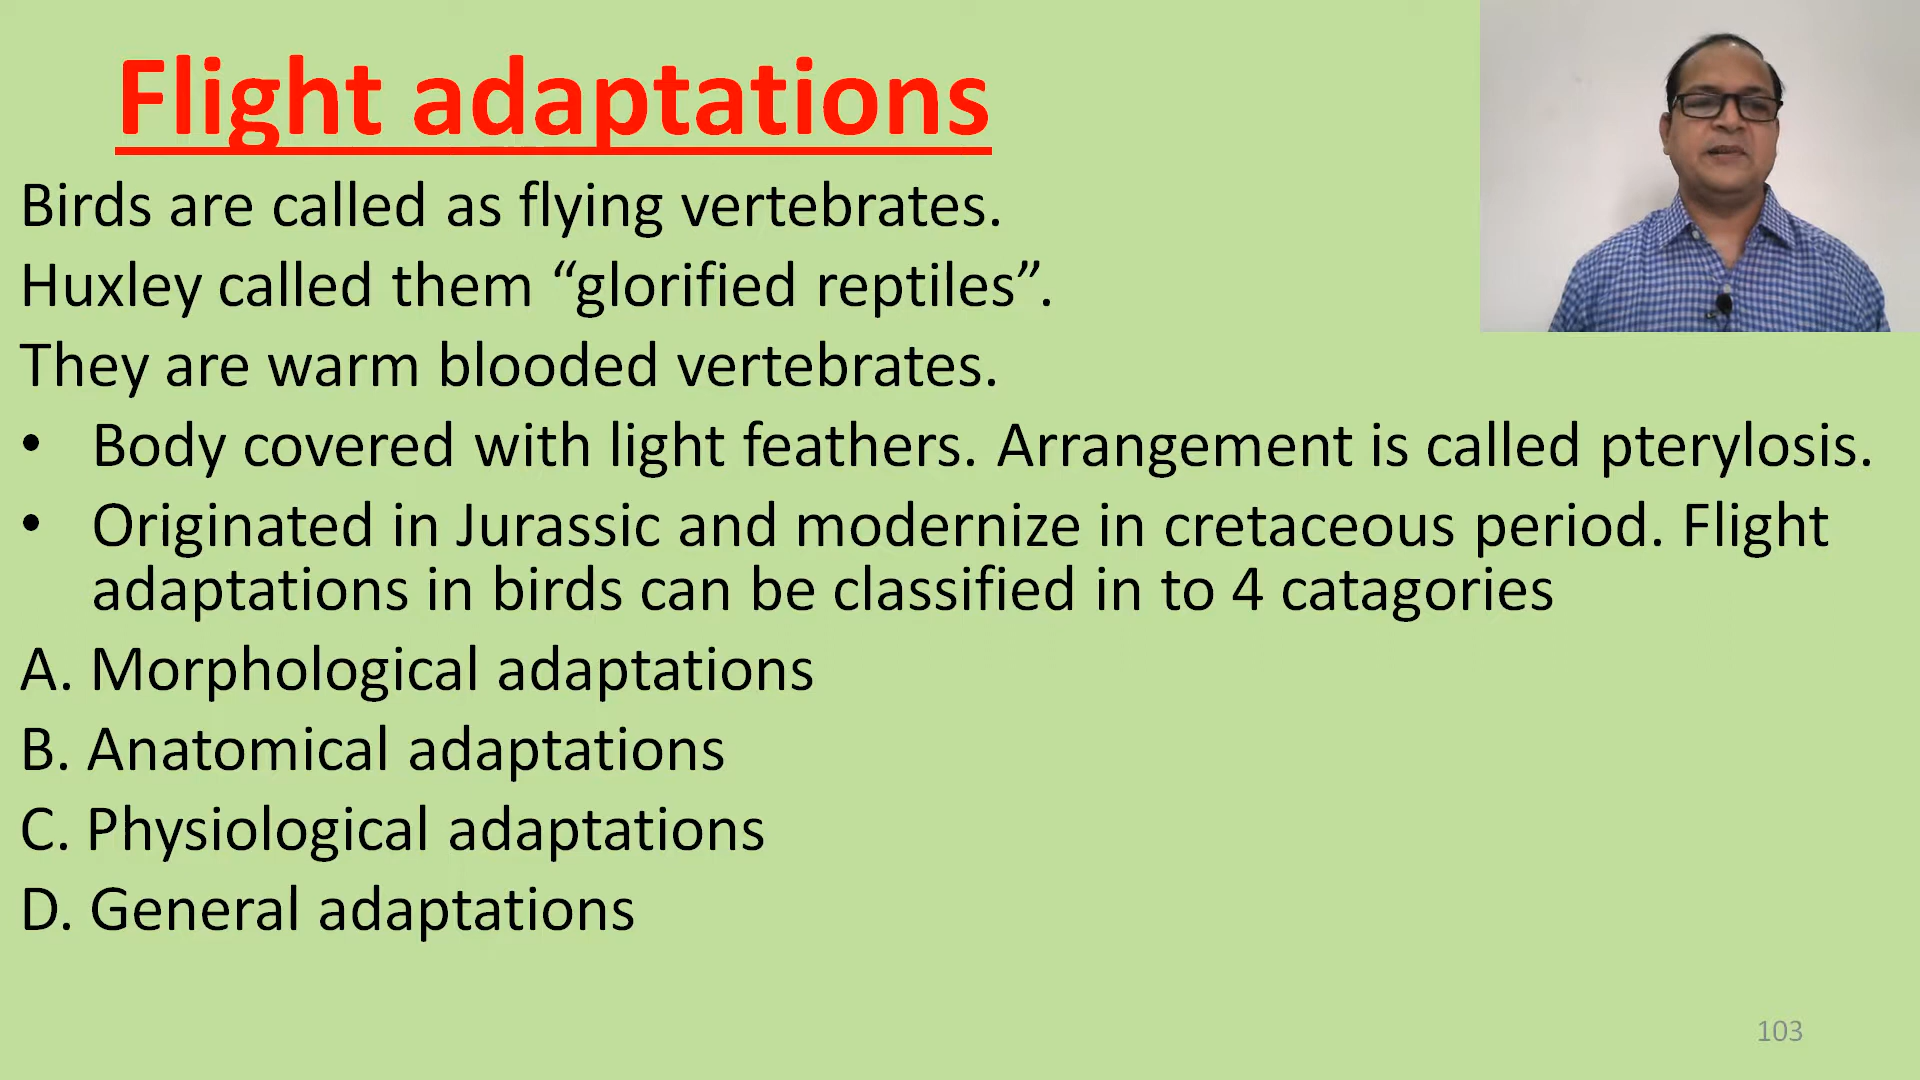 Flight adaptations
Birds are called as flying vertebrates.
Huxley called them “glorified reptiles”.
They are warm blooded vertebrates.
• Body covered with light feathers. Arrangement is called pterylosis.
• Originated in Jurassic and modernize in cretaceous period. Flight
adaptations in birds can be classified in to 4 catagories
A. Morphological adaptations
B. Anatomical adaptations
C. Physiological adaptations
D. General adaptations
103